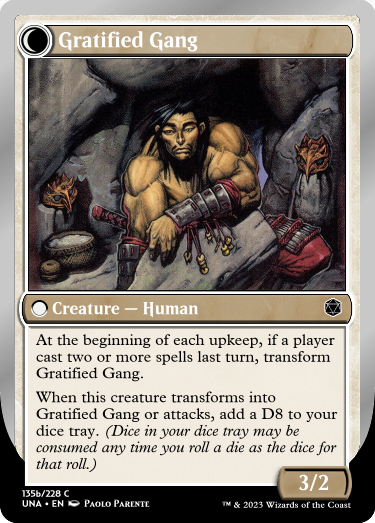 Gratified Gang
Creature — Human
At the beginning of each upkeep, if a player
cast two or more spells last turn, transform
Gratified Gang.
When this creature transforms into
Gratified Gang or attacks, add a D8 to your
dice tray. (Dice in your dice tray may be
consumed any time you roll a die as the dice for
that roll.)
3/2
135b/228 C
UNA • EN Paolo Parente
™ & 2023 Wizards of the Coast